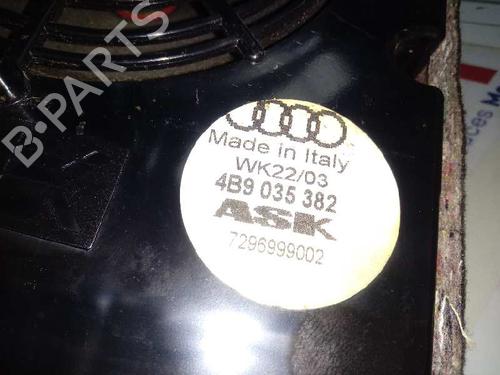 B-PARTS
Made in Italy
WK22/03
4B9 035 382
ASK
7296999002